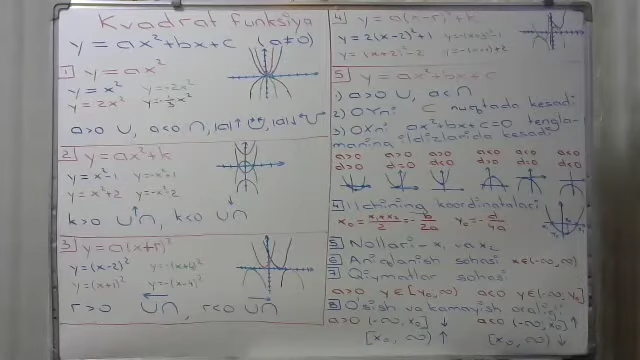 Kvadrat funksiya
y = ax² + bx + c (a≠0)
1 y = ax²
y = x² y = -2x²
y = 2x² y = -½x²
a>0 ∪, a<0 ∩, |a|↑, |a|↓
2 y = ax² + k
y = x² - 1 y = -x² + 1
y = x² + 2 y = -x² - 2
k>0 ∪↑∩, k<0 ↓∪∩
3 y = a(x+r)²
y = (x-2)²
y = (x+1)²
r>0 ∪∩, r<0 ∪∩
4
y = 2(x-2)² + 1
5 y = ax² + bx + c
1) a>0 ∪, a<∩
2) OYni C nuqtada kesadi
3) OXni ax² + bx + c = 0 tengla-
maning ildizlarida kesadi
a>0 a>0 a>0 a<0 a<0 a<0
d>0 d=0 d<0 d>0 d=0 d<0
4 Uchining koordinatalari
x₀ = (x₁+x₂)/2 = -b/2a y₀ = -d/4a
5 Nollari - x₁ va x₂
6 Aniqlanish sohasi x∈(-∞,∞)
7 Qiymatlar sohasi
a>0 y∈[y₀,∞) a<0 y∈(-∞,y₀]
8 O'sish va kamayish oralig'i
a>0 (-∞,x₀] ↓ a<0 (-∞,x₀] ↑
[x₀,∞) ↑ [x₀,∞) ↓